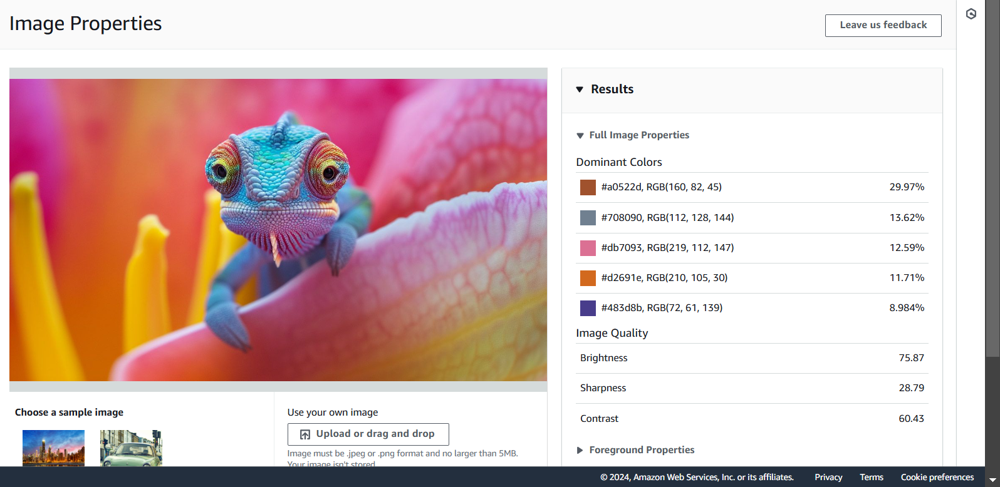 Image Properties
Leave us feedback
Results
Full Image Properties
Dominant Colors
#a0522d, RGB(160, 82, 45) 29.97%
#708090, RGB(112, 128, 144) 13.62%
#db7093, RGB(219, 112, 147) 12.59%
#d2691e, RGB(210, 105, 30) 11.71%
#483d8b, RGB(72, 61, 139) 8.984%
Image Quality
Brightness 75.87
Sharpness 28.79
Contrast 60.43
Foreground Properties
Choose a sample image
Use your own image
Upload or drag and drop
Image must be .jpeg or .png format and no larger than 5MB.
Your image isn't stored
© 2024, Amazon Web Services, Inc. or its affiliates. Privacy Terms Cookie preferences